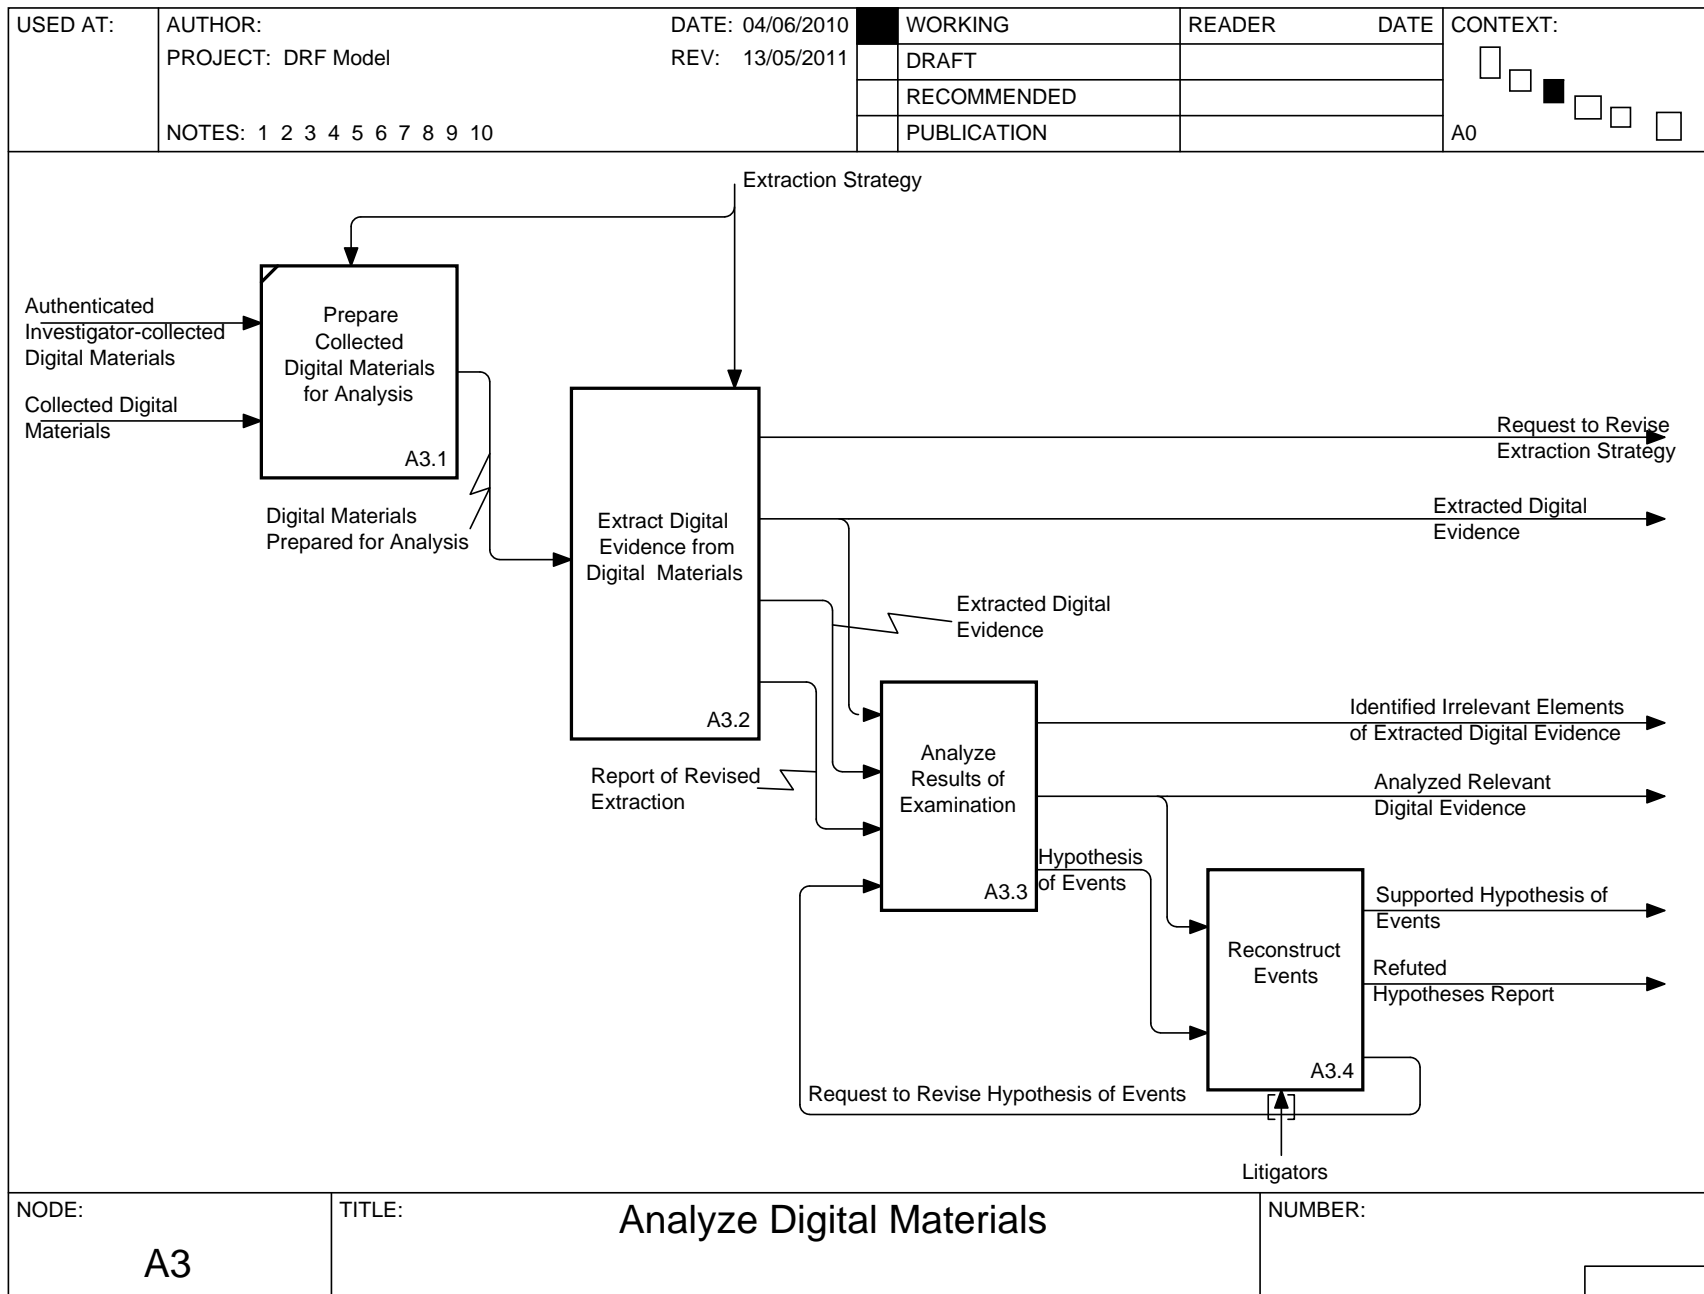 USED AT:
AUTHOR:
DATE: 04/06/2010
PROJECT: DRF Model
REV: 13/05/2011
NOTES: 1 2 3 4 5 6 7 8 9 10
WORKING
DRAFT
RECOMMENDED
PUBLICATION
READER DATE
CONTEXT:
A0
Extraction Strategy
Authenticated
Investigator-collected
Digital Materials
Collected Digital
Materials
Prepare
Collected
Digital Materials
for Analysis
A3.1
Digital Materials
Prepared for Analysis
Extract Digital
Evidence from
Digital Materials
A3.2
Request to Revise
Extraction Strategy
Extracted Digital
Evidence
Extracted Digital
Evidence
Report of Revised
Extraction
Analyze
Results of
Examination
A3.3
Identified Irrelevant Elements
of Extracted Digital Evidence
Analyzed Relevant
Digital Evidence
Hypothesis
of Events
Reconstruct
Events
A3.4
Supported Hypothesis of
Events
Refuted
Hypotheses Report
Request to Revise Hypothesis of Events
Litigators
NODE:
A3
TITLE:
Analyze Digital Materials
NUMBER: